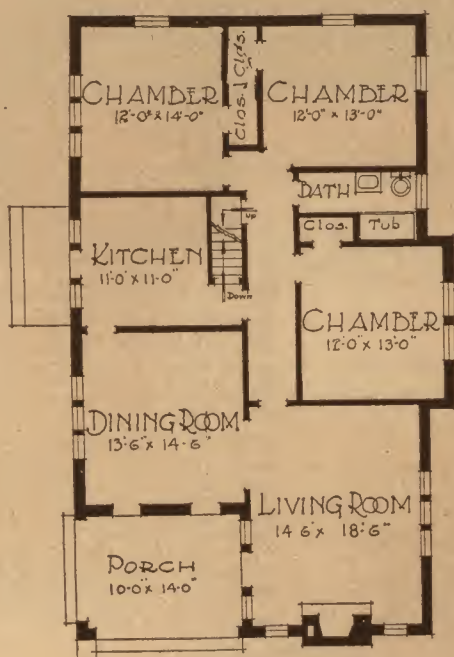 CHAMBER
12'-0" x 14'-0"
Clos.
Clos.
CHAMBER
12'-0" x 13'-0"
BATH
Clos.
Tub
UP
KITCHEN
11'-0" x 11'-0"
Down
CHAMBER
12'-0" x 13'-0"
DINING ROOM
13'-6" x 14'-6"
LIVING ROOM
14'6" x 18'-6"
PORCH
10'-0" x 14'-0"